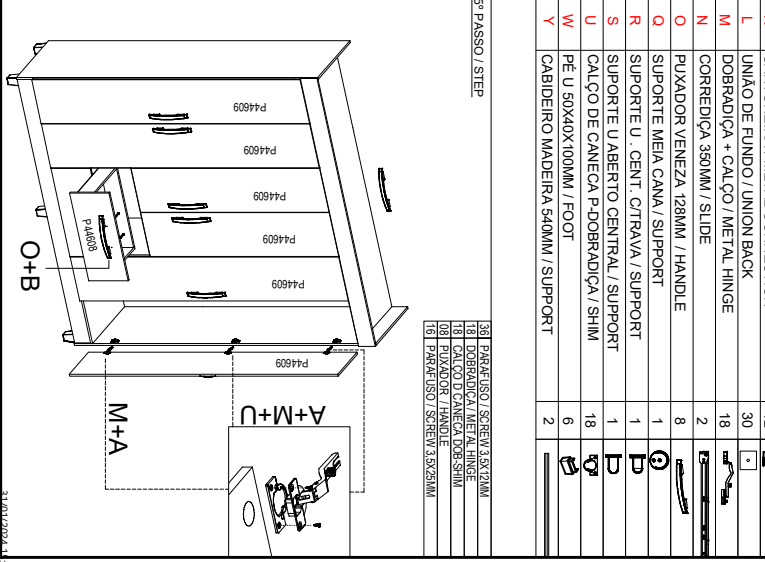 L UNIÃO DE FUNDO / UNION BACK 30
M DOBRADIÇA + CALÇO / METAL HINGE 18
N CORREDIÇA 350MM / SLIDE 2
O PUXADOR VENEZA 128MM / HANDLE 8
Q SUPORTE MEIA CANA / SUPPORT 1
R SUPORTE U . CENT. C/TRAVA / SUPPORT 1
S SUPORTE U ABERTO CENTRAL / SUPPORT 1
U CALÇO DE CANECA P-DOBRADIÇA / SHIM 18
W PÉ U 50X40X100MM / FOOT 6
Y CABIDEIRO MADEIRA 540MM / SUPPORT 2
5º PASSO / STEP
36 PARAFUSO / SCREW 3,5X12MM
18 DOBRADIÇA / METAL HINGE
18 CALÇO D CANECA DOB-SHIM
08 PUXADOR / HANDLE
16 PARAFUSO / SCREW 3,5X25MM
P44609
P44609
P44609
P44609
P44609
P44609
P44608
O+B
A+M+U
M+A